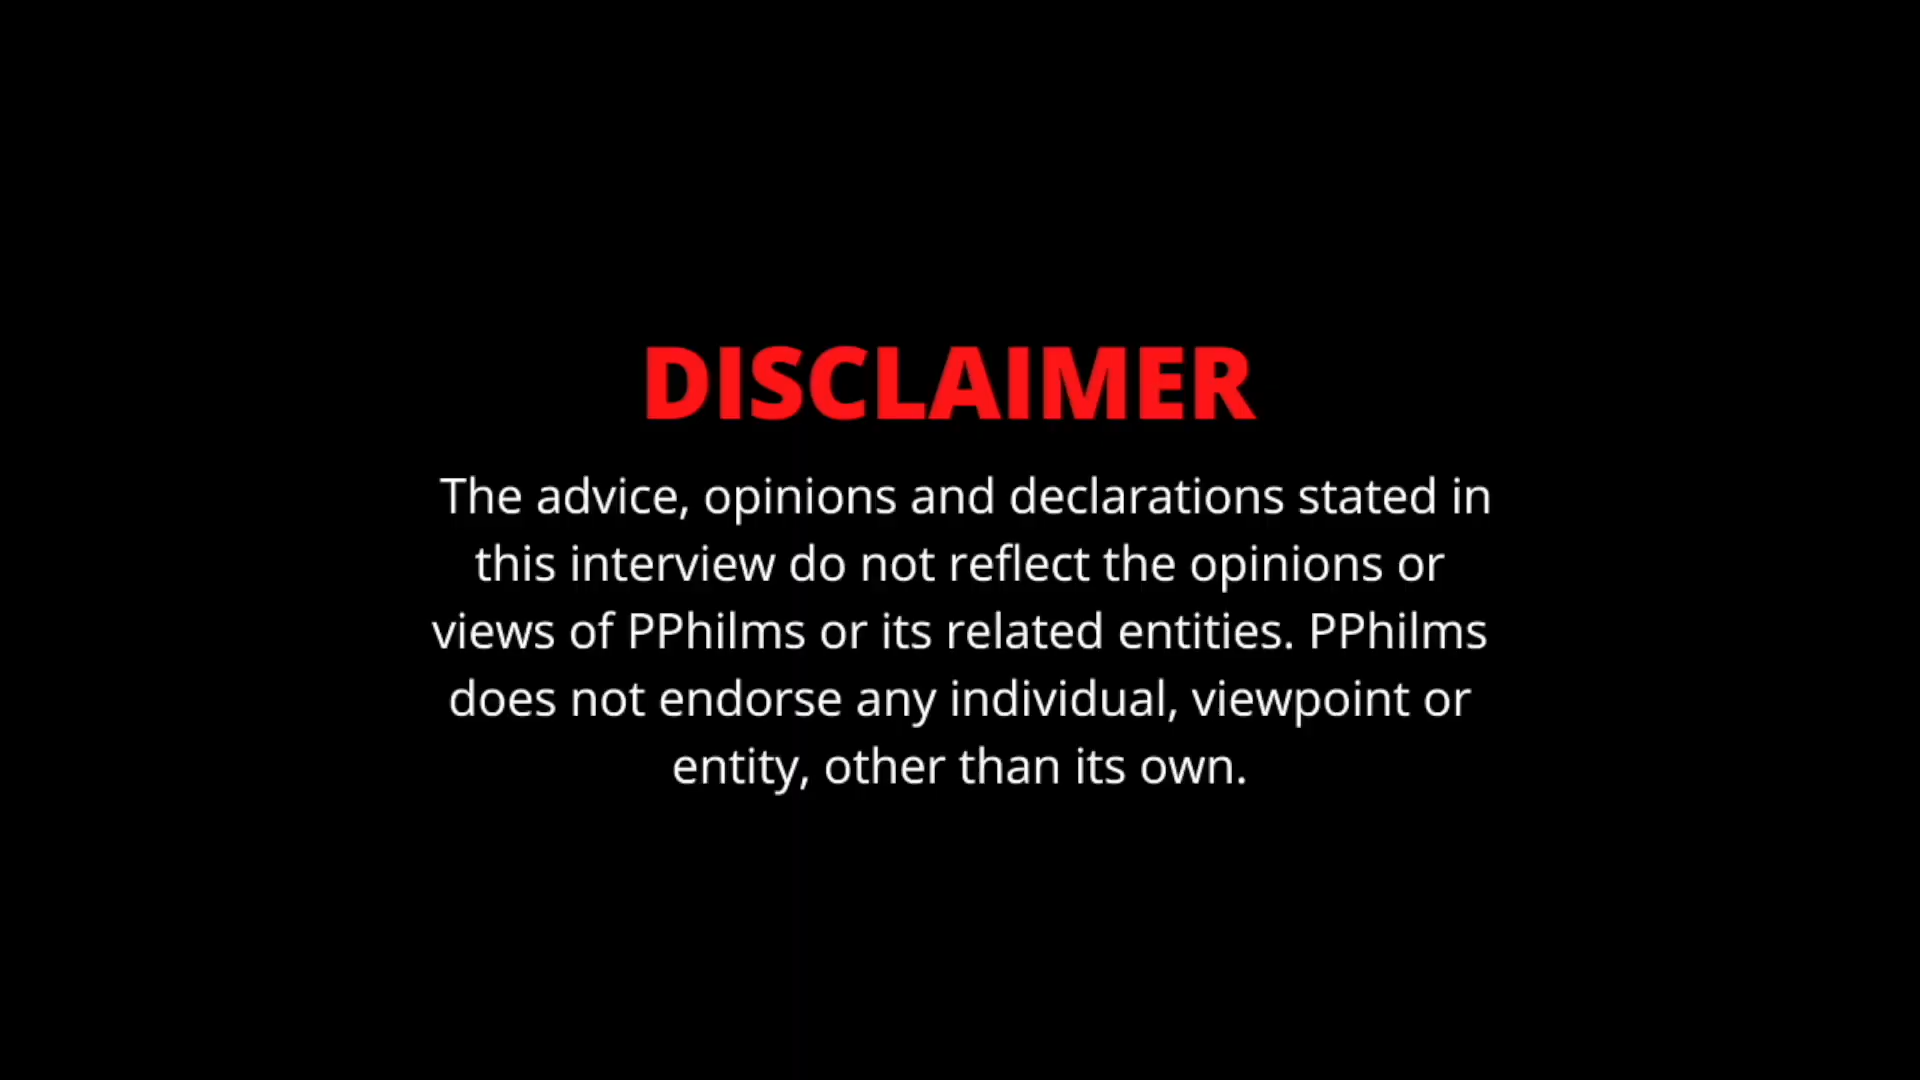 DISCLAIMER
The advice, opinions and declarations stated in
this interview do not reflect the opinions or
views of PPhilms or its related entities. PPhilms
does not endorse any individual, viewpoint or
entity, other than its own.